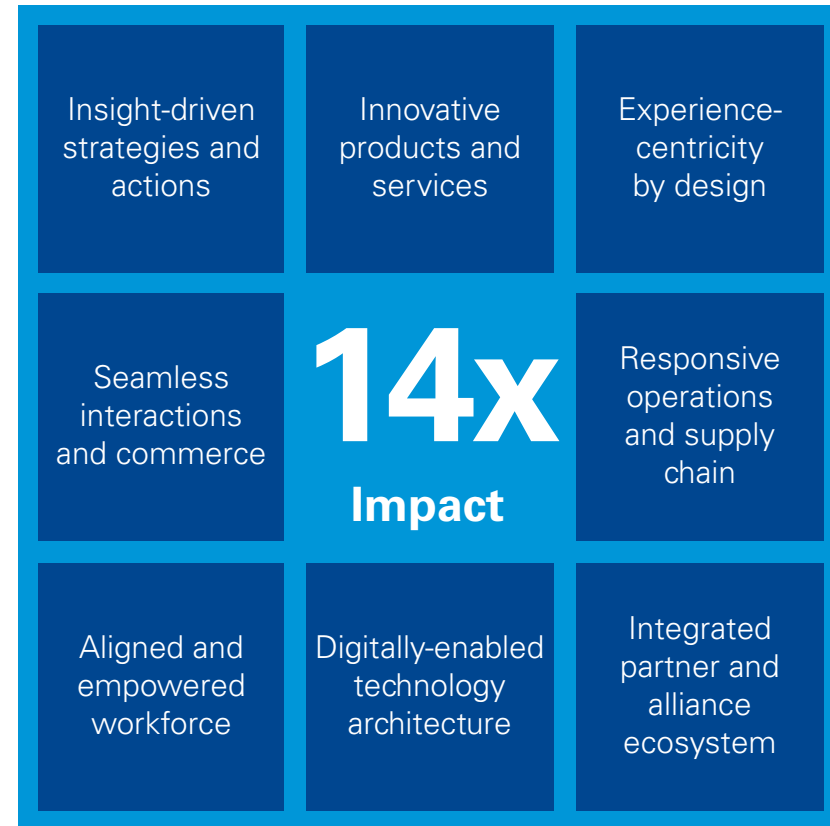 Insight-driven
strategies and
actions
Innovative
products and
services
Experience-
centricity
by design
Seamless
interactions
and commerce
14x
Impact
Responsive
operations
and supply
chain
Aligned and
empowered
workforce
Digitally-enabled
technology
architecture
Integrated
partner and
alliance
ecosystem